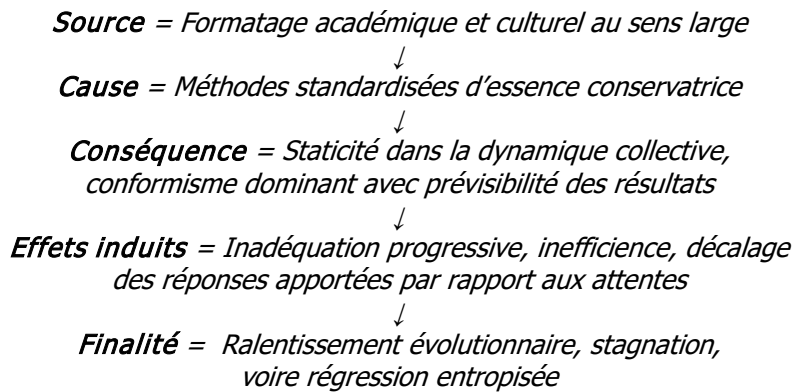 Source = Formatage académique et culturel au sens large
↓
Cause = Méthodes standardisées d’essence conservatrice
↓
Conséquence = Staticité dans la dynamique collective,
conformisme dominant avec prévisibilité des résultats
↓
Effets induits = Inadéquation progressive, inefficience, décalage
des réponses apportées par rapport aux attentes
↓
Finalité = Ralentissement évolutionnaire, stagnation,
voire régression entropisée